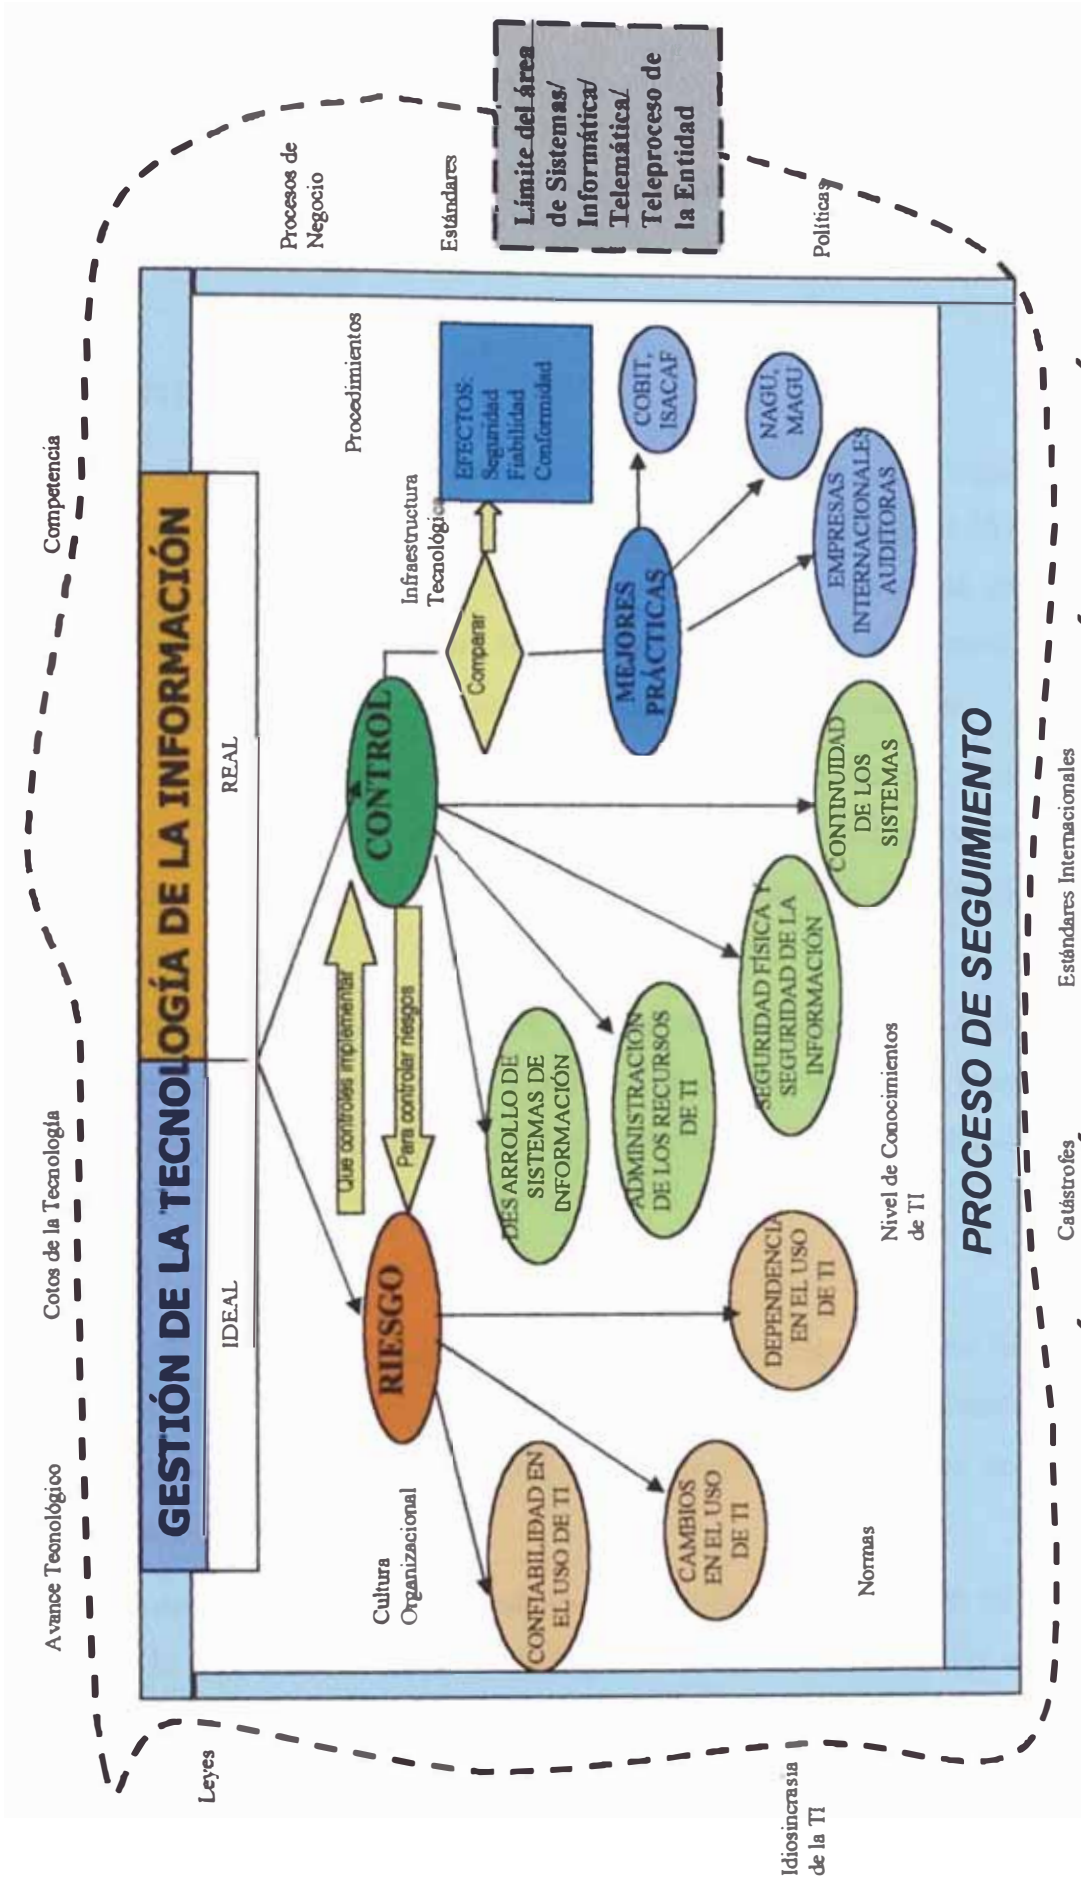 Avance Teonológico
Cotos de la Tecnología
Competencia
Leyes
GESTIÓN DE LA TECNOLOGÍA DE LA INFORMACIÓN
IDEAL
REAL
Procesos de
Negocio
Estándares
Límite del área
de Sistemas/
Informática/
Telemática/
Teleproceso de
la Entidad
Políticas
Procedimientos
Infraestructura
Tecnológica
Cultura
Organizacional
RIESGO
Que controles implementar
Para controlar riesgos
CONTROL
Comparar
EFECTOS:
Seguridad
Fiabilidad
Conformidad
CONFIABILIDAD EN
EL USO DE TI
CAMBIOS
EN EL USO
DE TI
DEPENDENCIA
EN EL USO
DE TI
DESARROLLO DE
SISTEMAS DE
INFORMACIÓN
ADMINISTRACIÓN
DE LOS RECURSOS
DE TI
SEGURIDAD FÍSICA Y
SEGURIDAD DE LA
INFORMACIÓN
CONTINUIDAD
DE LOS
SISTEMAS
MEJORES
PRÁCTICAS
COBIT,
ISACAF
NAGU,
MAGU
EMPRESAS
INTERNACIONALES
AUDITORAS
Normas
Nivel de Conocimientos
de TI
PROCESO DE SEGUIMIENTO
Idiosincrasia
de la TI
Catástrofes
Estándares Internacionales